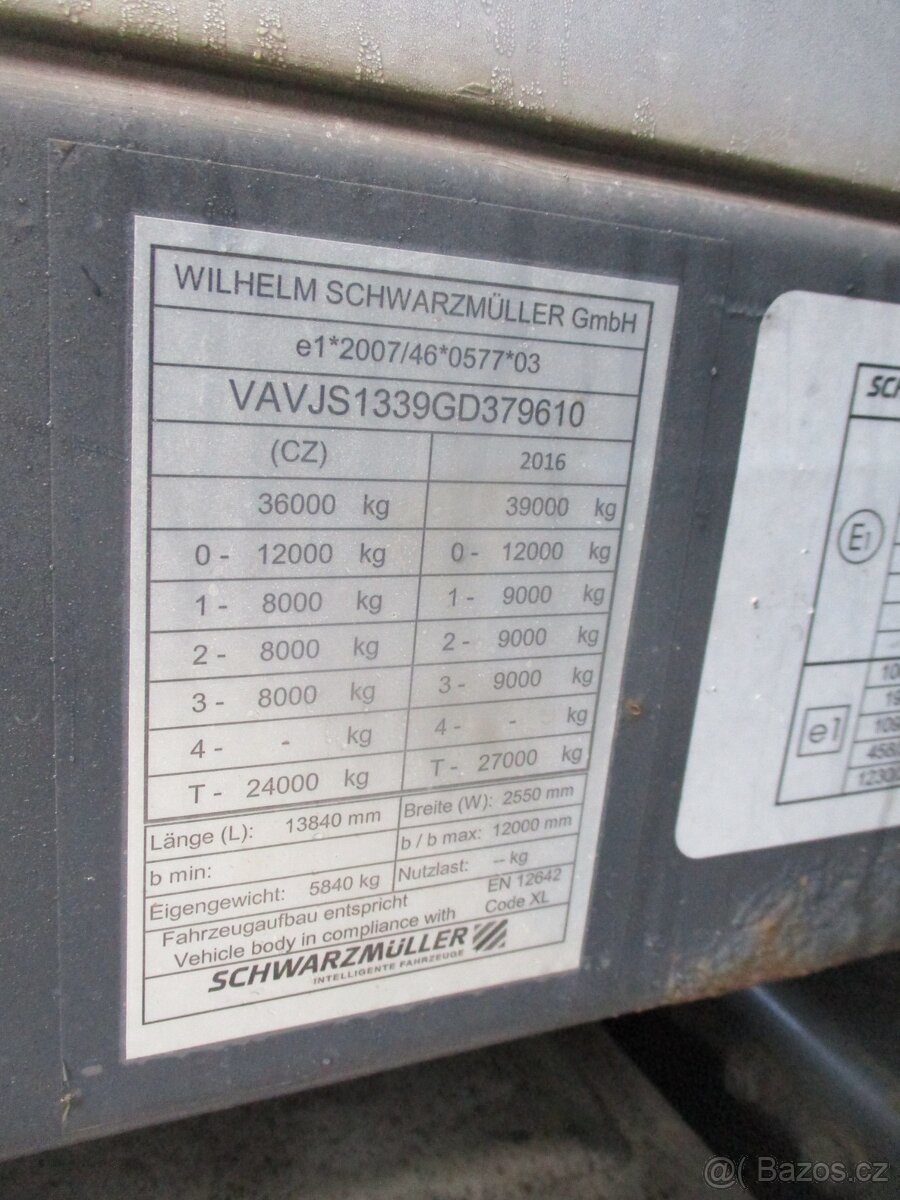 WILHELM SCHWARZMÜLLER GmbH
e1*2007/46*0577*03
VAVJS1339GD379610
(CZ) 2016
36000 kg 39000 kg
0- 12000 kg 0- 12000 kg
1- 8000 kg 1- 9000 kg
2- 8000 kg 2- 9000 kg
3- 8000 kg 3- 9000 kg
4- - kg 4- - kg
T- 24000 kg T- 27000 kg
Länge (L): 13840 mm Breite (W): 2550 mm
b min: b / b max: 12000 mm
Eigengewicht: 5840 kg Nutzlast: -- kg
Fahrzeugaufbau entspricht EN 12642
Vehicle body in compliance with Code XL
SCHWARZMÜLLER
INTELLIGENTE FAHRZEUGE
E1
e1
@( Bazos.cz